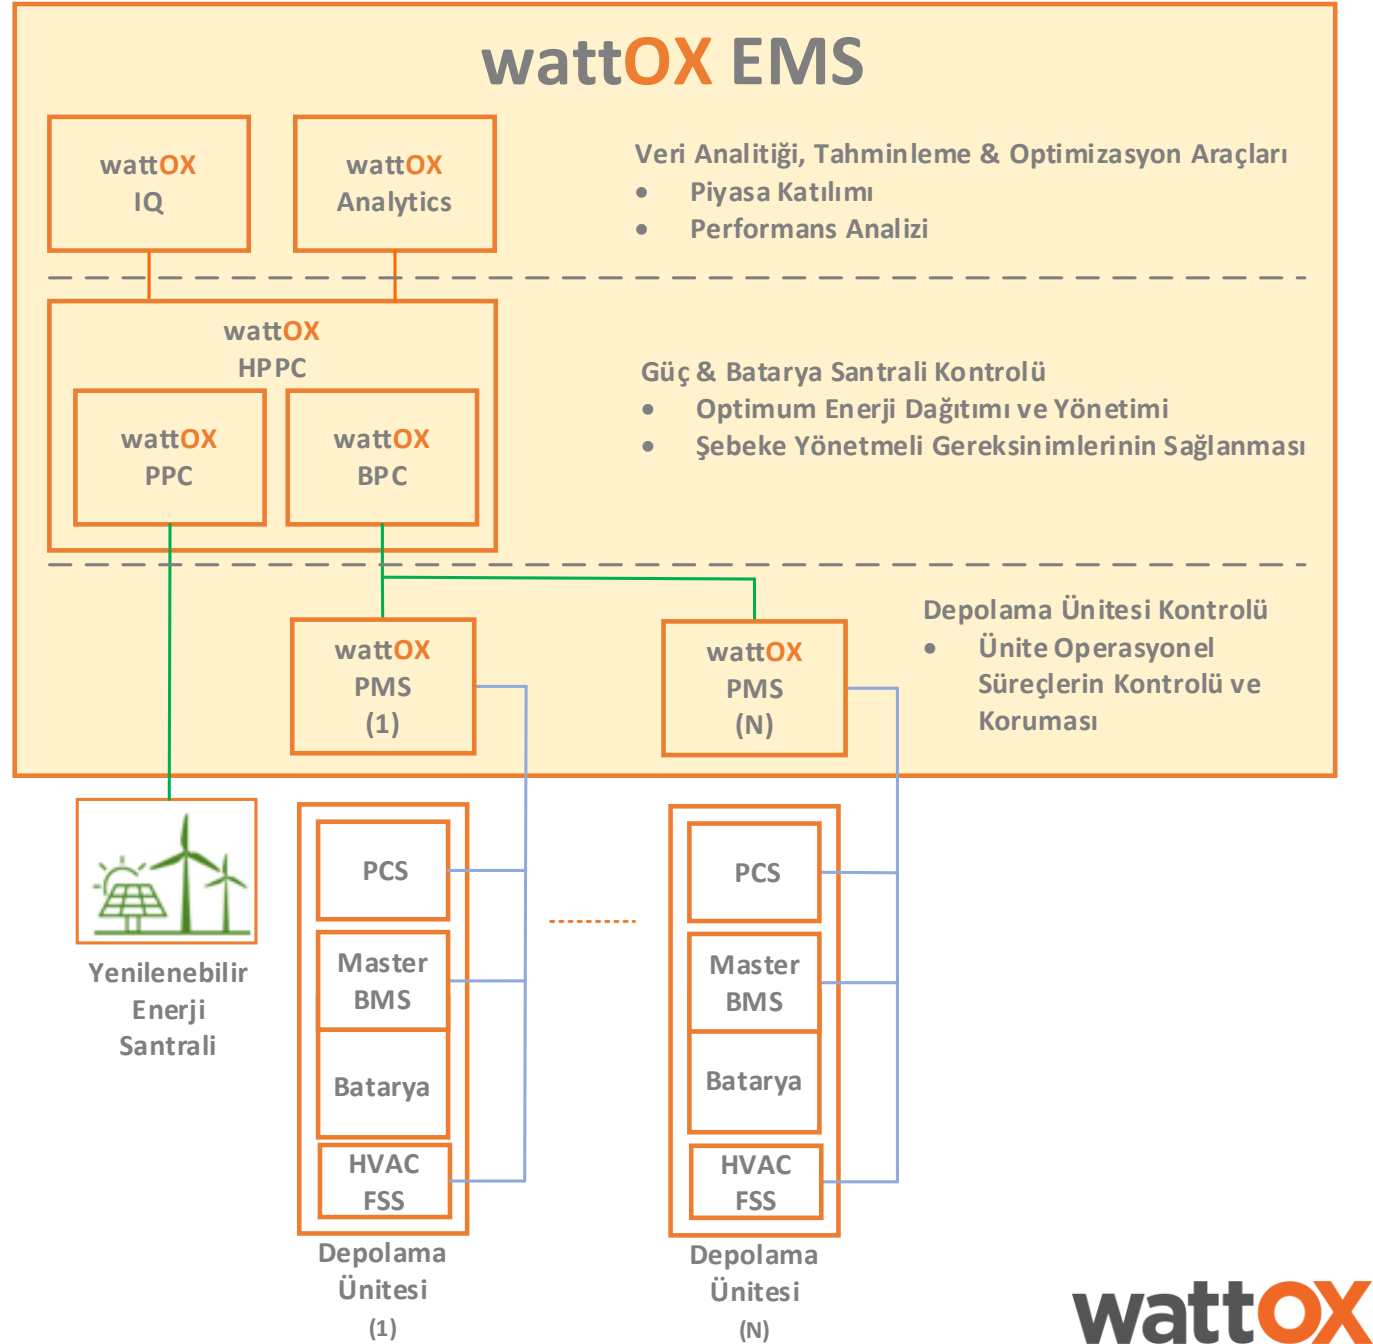 wattOX EMS
wattOX
IQ
wattOX
Analytics
Veri Analitiği, Tahminleme & Optimizasyon Araçları
• Piyasa Katılımı
• Performans Analizi
wattOX
HPPC
wattOX
PPC
wattOX
BPC
Güç & Batarya Santrali Kontrolü
• Optimum Enerji Dağıtımı ve Yönetimi
• Şebeke Yönetmeli Gereksinimlerinin Sağlanması
wattOX
PMS
(1)
wattOX
PMS
(N)
Depolama Ünitesi Kontrolü
• Ünite Operasyonel
Süreçlerin Kontrolü ve
Koruması
Yenilenebilir
Enerji
Santrali
PCS
Master
BMS
Batarya
HVAC
FSS
Depolama
Ünitesi
(1)
PCS
Master
BMS
Batarya
HVAC
FSS
Depolama
Ünitesi
(N)
wattOX